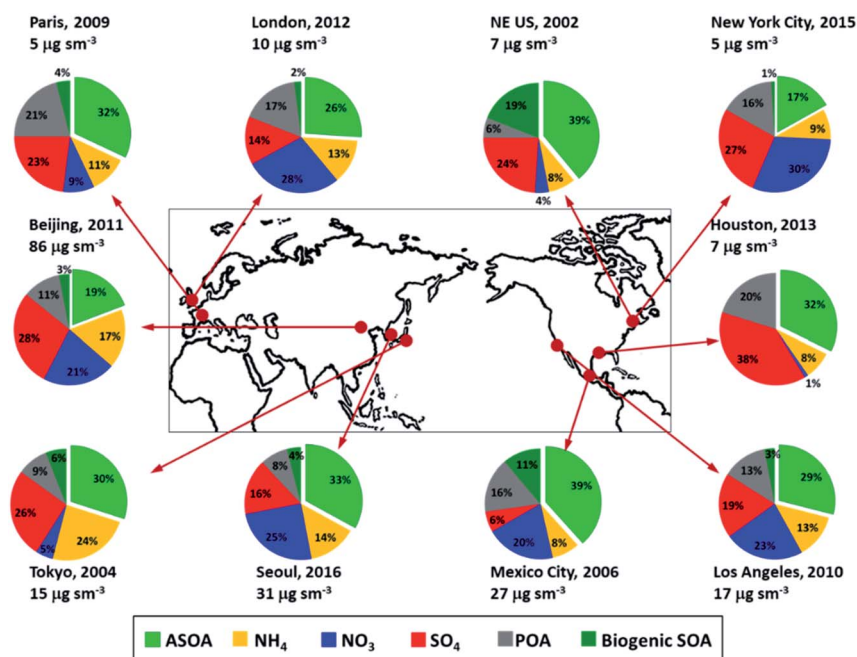 Paris, 2009
5 µg sm-3
London, 2012
10 µg sm-3
NE US, 2002
7 µg sm-3
New York City, 2015
5 µg sm-3
4%
32%
11%
9%
23%
21%
2%
26%
13%
28%
14%
17%
39%
8%
4%
24%
6%
19%
1%
17%
9%
30%
27%
16%
Beijing, 2011
86 µg sm-3
3%
19%
17%
21%
28%
11%
Houston, 2013
7 µg sm-3
32%
8%
1%
38%
20%
6%
30%
24%
5%
26%
9%
Tokyo, 2004
15 µg sm-3
4%
33%
14%
25%
16%
8%
Seoul, 2016
31 µg sm-3
11%
39%
8%
20%
6%
16%
Mexico City, 2006
27 µg sm-3
3%
29%
13%
23%
19%
13%
Los Angeles, 2010
17 µg sm-3
ASOA NH4 NO3 SO4 POA Biogenic SOA